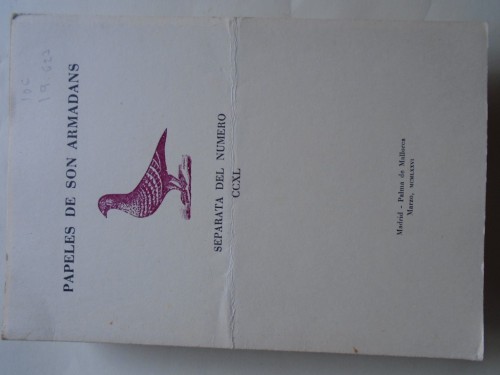 PAPELES DE SON ARMADANS
SEPARATA DEL NUMERO
CCXL
Madrid - Palma de Mallorca
Marzo, MCMLXXVI